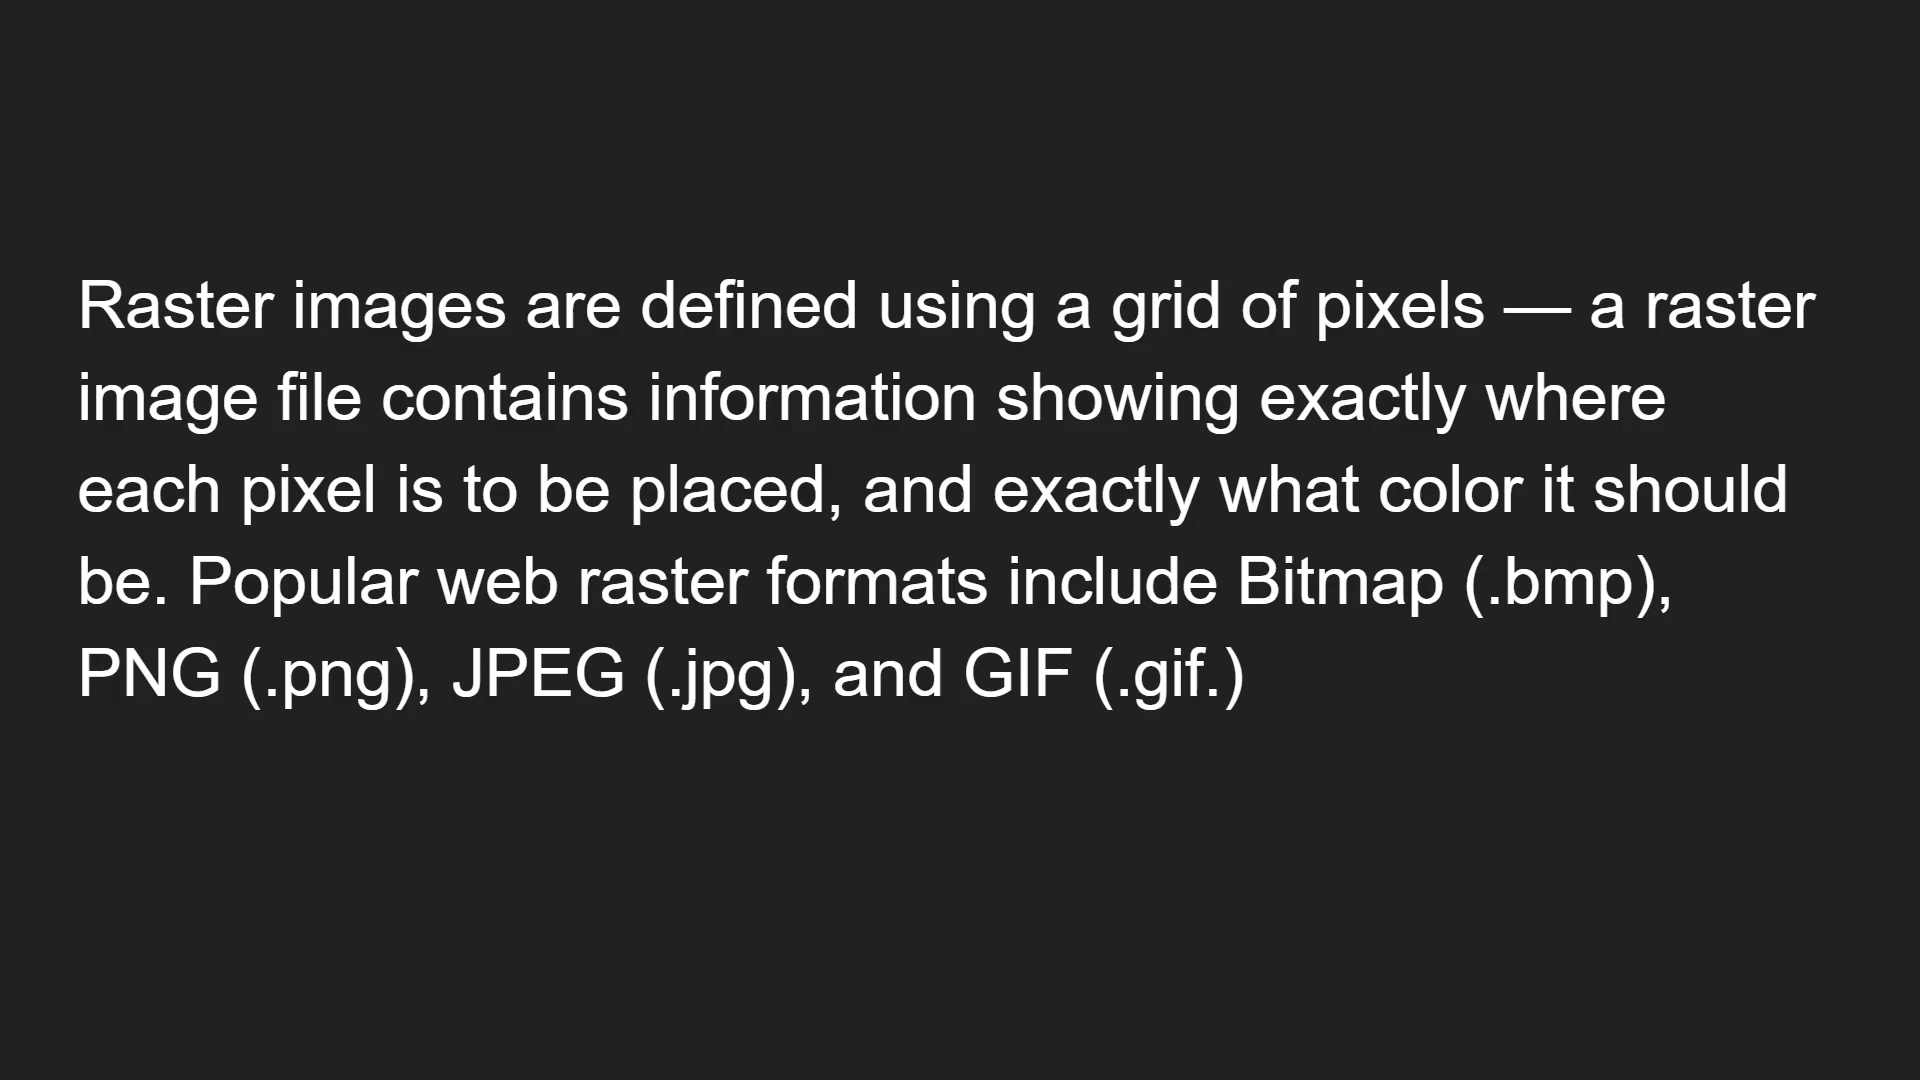 Raster images are defined using a grid of pixels — a raster
image file contains information showing exactly where
each pixel is to be placed, and exactly what color it should
be. Popular web raster formats include Bitmap (.bmp),
PNG (.png), JPEG (.jpg), and GIF (.gif.)